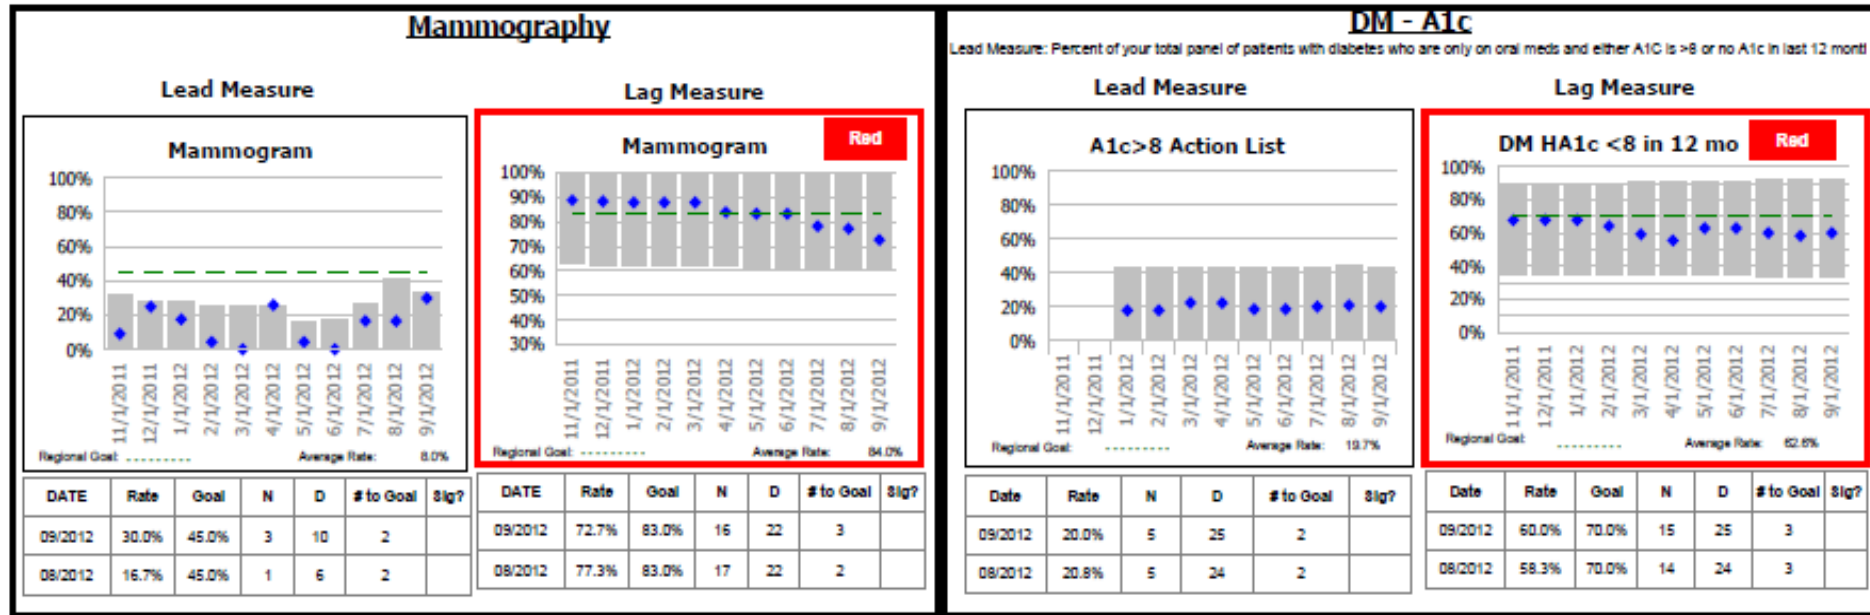 Mammography
Lead Measure
Lag Measure
Mammogram
100%
80%
60%
40%
20%
0%
11/1/2011
12/1/2011
1/1/2012
2/1/2012
3/1/2012
4/1/2012
5/1/2012
6/1/2012
7/1/2012
8/1/2012
9/1/2012
Regional Goal: Average Rate: 8.0%
DATE Rate Goal N D # to Goal Sig?
09/2012 30.0% 45.0% 3 10 2
08/2012 16.7% 45.0% 1 6 2
Mammogram Red
100%
90%
80%
70%
60%
50%
40%
30%
11/1/2011
12/1/2011
1/1/2012
2/1/2012
3/1/2012
4/1/2012
5/1/2012
6/1/2012
7/1/2012
8/1/2012
9/1/2012
Regional Goal: Average Rate: 84.0%
DATE Rate Goal N D # to Goal Sig?
09/2012 72.7% 83.0% 16 22 3
08/2012 77.3% 83.0% 17 22 2
DM - A1c
Lead Measure: Percent of your total panel of patients with diabetes who are only on oral meds and either A1C is >8 or no A1c in last 12 mont
Lead Measure
Lag Measure
A1c>8 Action List
100%
80%
60%
40%
20%
0%
11/1/2011
12/1/2011
1/1/2012
2/1/2012
3/1/2012
4/1/2012
5/1/2012
6/1/2012
7/1/2012
8/1/2012
9/1/2012
Regional Goal: Average Rate: 19.7%
Date Rate N D # to Goal Sig?
09/2012 20.0% 5 25 2
08/2012 20.8% 5 24 2
DM HA1c <8 in 12 mo Red
100%
80%
60%
40%
20%
0%
11/1/2011
12/1/2011
1/1/2012
2/1/2012
3/1/2012
4/1/2012
5/1/2012
6/1/2012
7/1/2012
8/1/2012
9/1/2012
Regional Goal: Average Rate: 62.6%
Date Rate Goal N D # to Goal Sig?
09/2012 60.0% 70.0% 15 25 3
08/2012 58.3% 70.0% 14 24 3